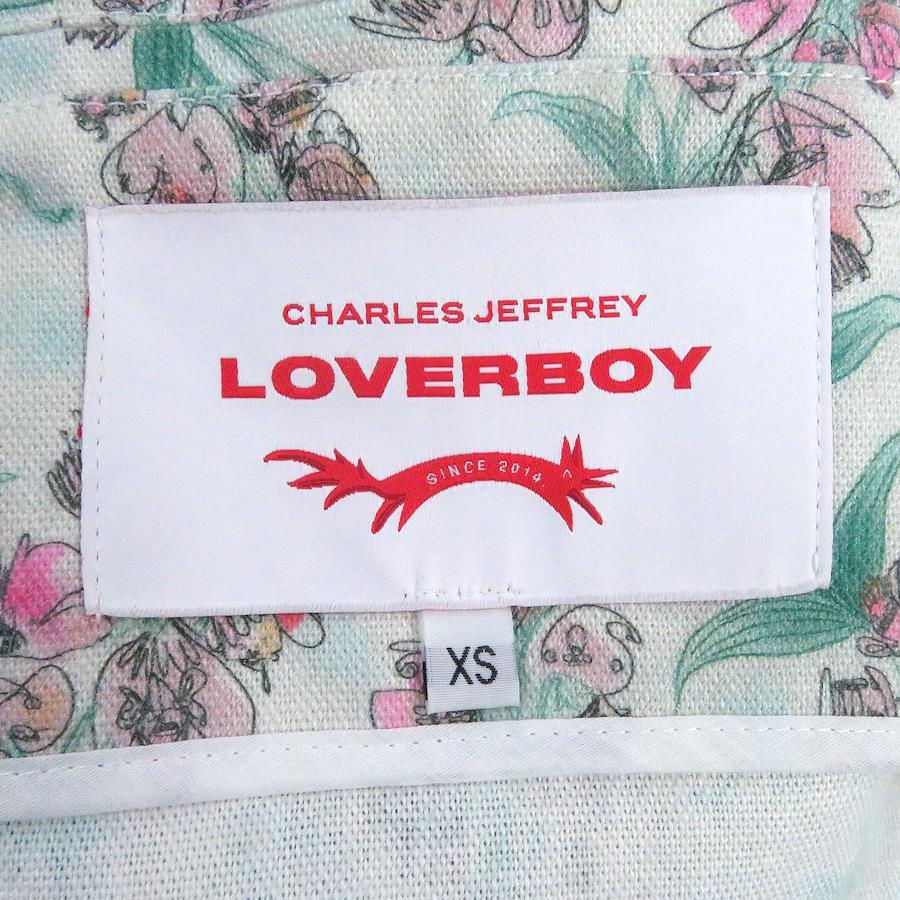 CHARLES JEFFREY
LOVERBOY
SINCE 2014.
XS